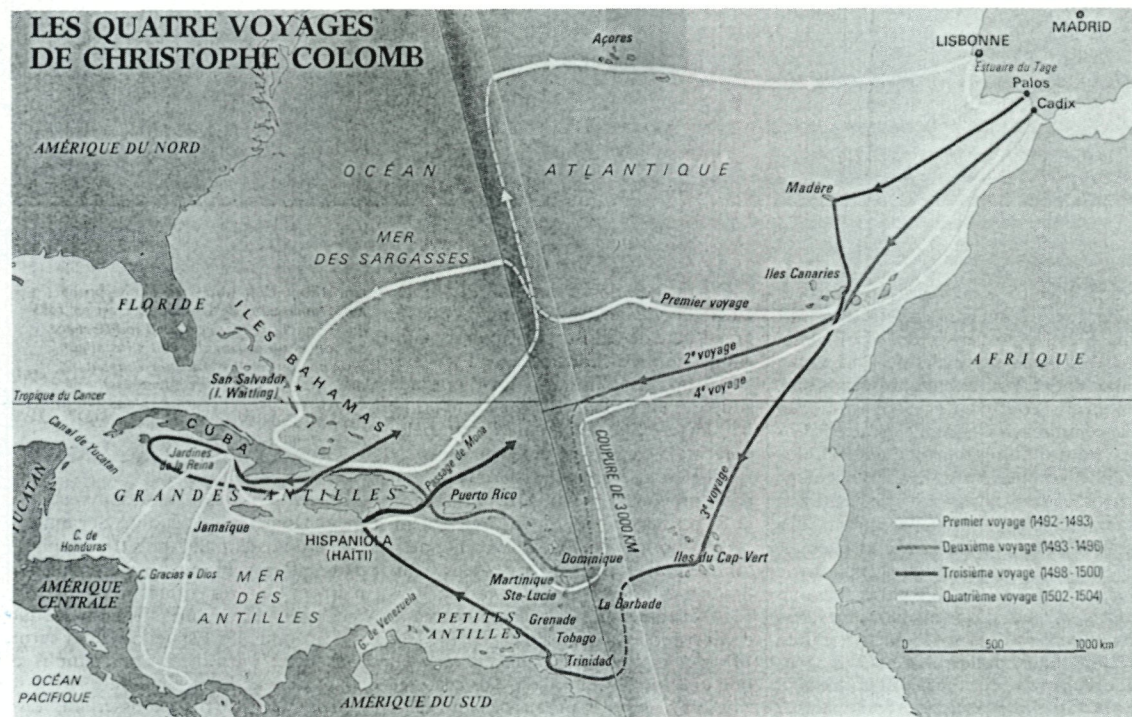 LES QUATRE VOYAGES
DE CHRISTOPHE COLOMB
Açores
LISBONNE
MADRID
Estuaire du Tage
Palos
Cadix
AMÉRIQUE DU NORD
OCÉAN
ATLANTIQUE
Madère
MER
DES SARGASSES
Iles Canaries
FLORIDE
ILES BAHAMAS
Premier voyage
2e voyage
AFRIQUE
San Salvador
(I. Watling)
4e voyage
Tropique du Cancer
Canal de Yucatan
CUBA
Jardines
de la Reina
Passage de Mona
COUPURE DE 3 000 KM
3e voyage
YUCATAN
GRANDES ANTILLES
Puerto Rico
Jamaïque
HISPANIOLA
(HAÏTI)
C. de
Honduras
Dominique
Iles du Cap-Vert
C. Gracias a Dios
AMÉRIQUE
CENTRALE
MER
DES
ANTILLES
Martinique
Ste-Lucie
La Barbade
G. de Venezuela
PETITES
ANTILLES
Grenade
Tobago
Trinidad
OCÉAN
PACIFIQUE
AMÉRIQUE DU SUD
Premier voyage (1492-1493)
Deuxième voyage (1493-1496)
Troisième voyage (1498-1500)
Quatrième voyage (1502-1504)
0 500 1000 km